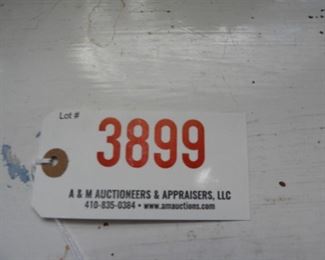 Lot #
3899
A & M AUCTIONEERS & APPRAISERS, LLC
410-835-0384 • www.amauctions.com